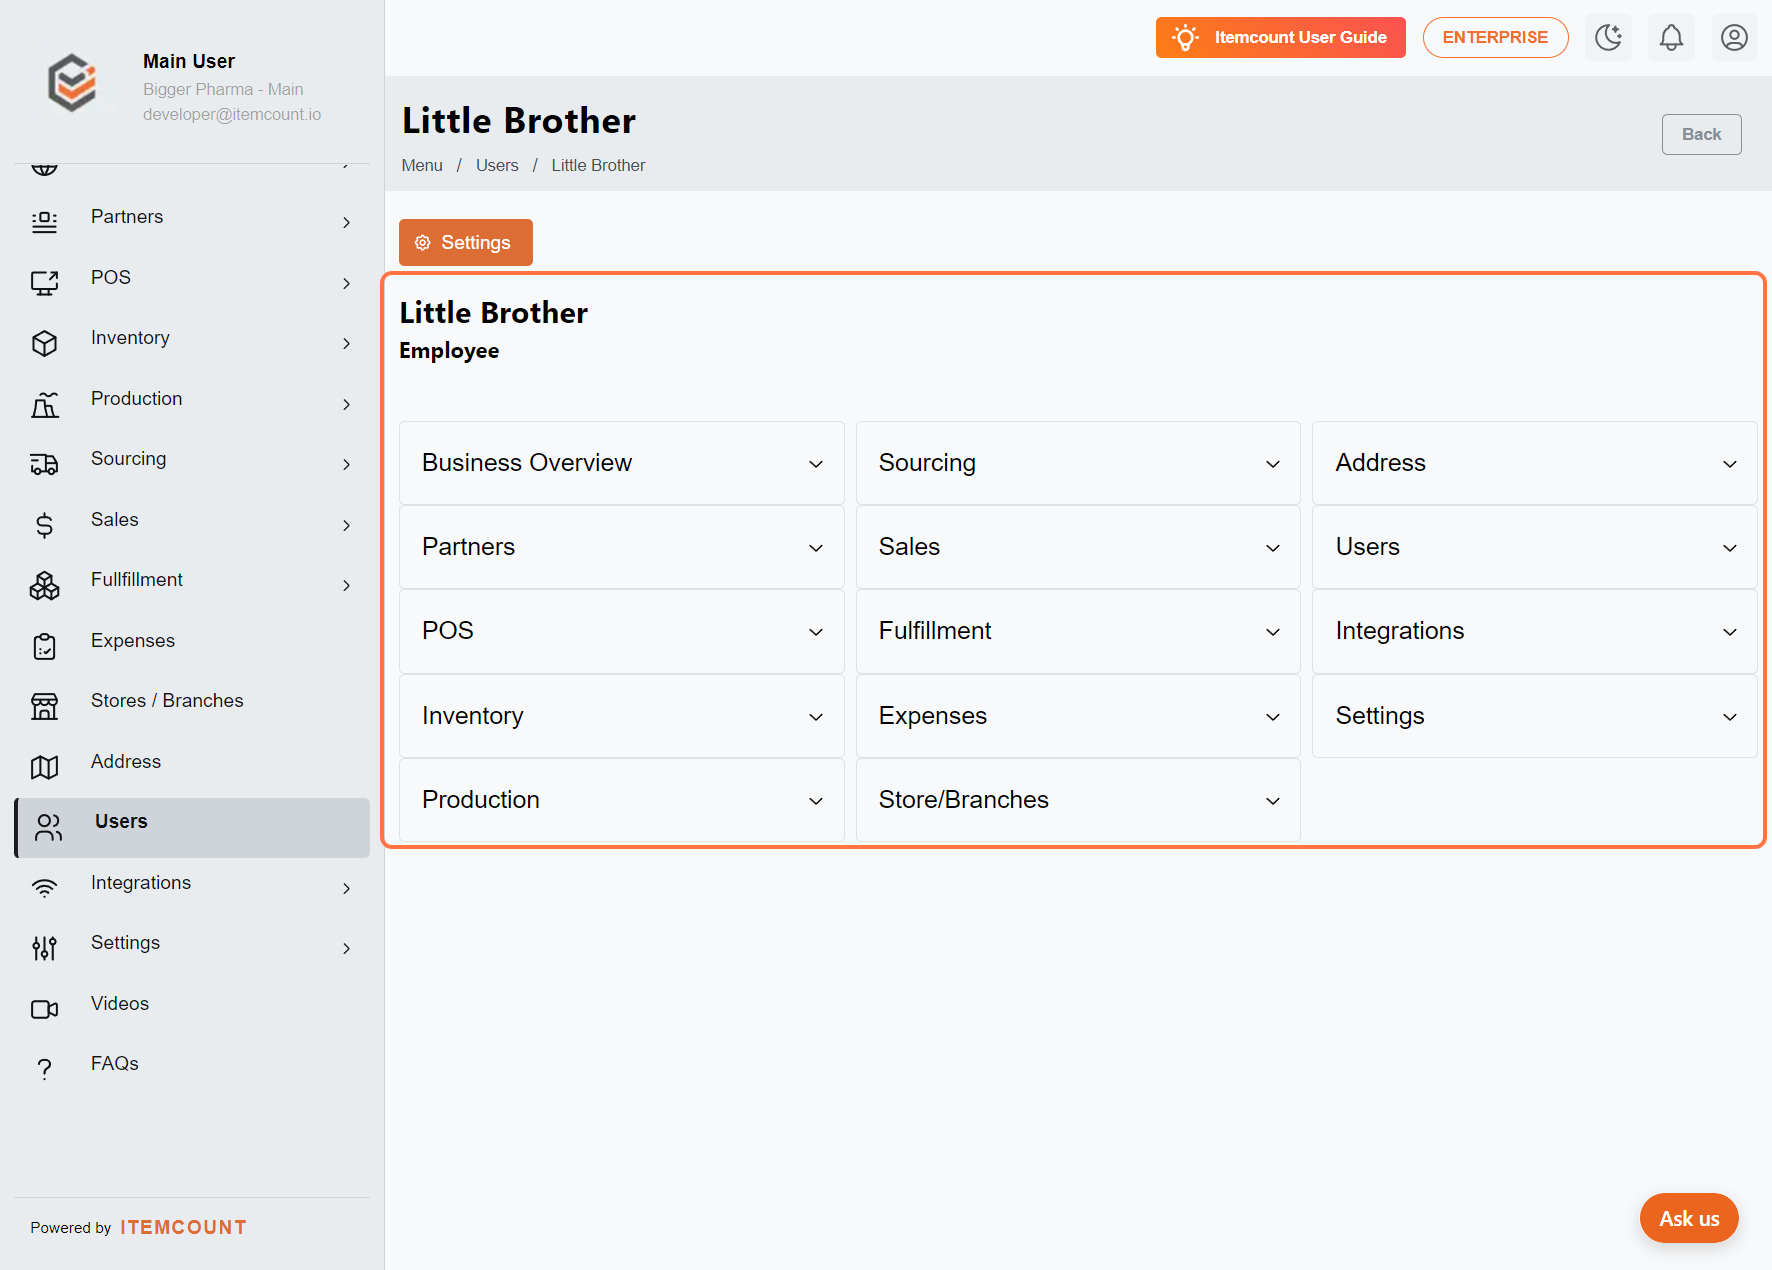 Main User
Bigger Pharma - Main
developer@itemcount.io
Partners
POS
Inventory
Production
Sourcing
Sales
Fullfillment
Expenses
Stores / Branches
Address
Users
Integrations
Settings
Videos
FAQs
Powered by ITEMCOUNT
Itemcount User Guide
ENTERPRISE
Little Brother
Menu / Users / Little Brother
Back
Settings
Little Brother
Employee
Business Overview
Partners
POS
Inventory
Production
Sourcing
Sales
Fulfillment
Expenses
Store/Branches
Address
Users
Integrations
Settings
Ask us